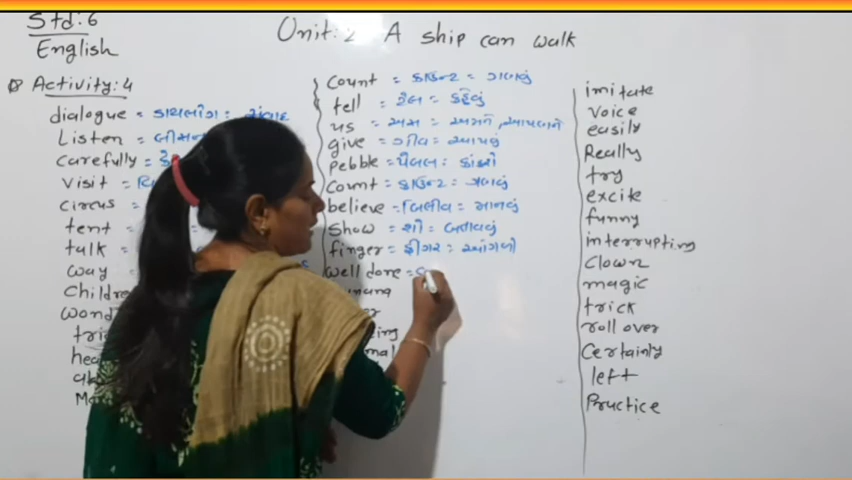 Std: 6
English
Unit: 2 A ship can walk
Activity: 4
dialogue = ડાયલોગ = સંવાદ
Listen =
Carefully =
Visit =
Circus =
tent =
talk =
way
Childre
wond
count = કાઉન્ટ = ગણવું
tell = ટેલ = કહેવું
us = અસ = અમને, આપણને
give = ગીવ = આપવું
pebble = પેબલ = કાંકરો
Count = કાઉન્ટ = ગણવું
believe = બિલીવ = માનવું
show = શો = બતાવવું
finger = ફીંગર = આંગળી
well done =
imitate
Voice
easily
Really
try
excite
funny
interrupting
Clown
magic
trick
roll over
Certainly
left
Practice